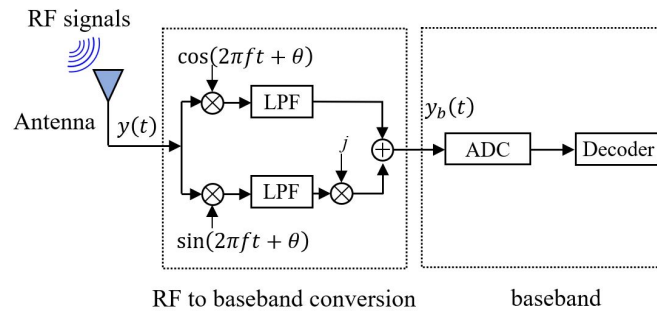 RF signals
cos(2πft + θ)
LPF
Antenna
y(t)
j
y_b(t)
ADC
Decoder
LPF
sin(2πft + θ)
RF to baseband conversion
baseband